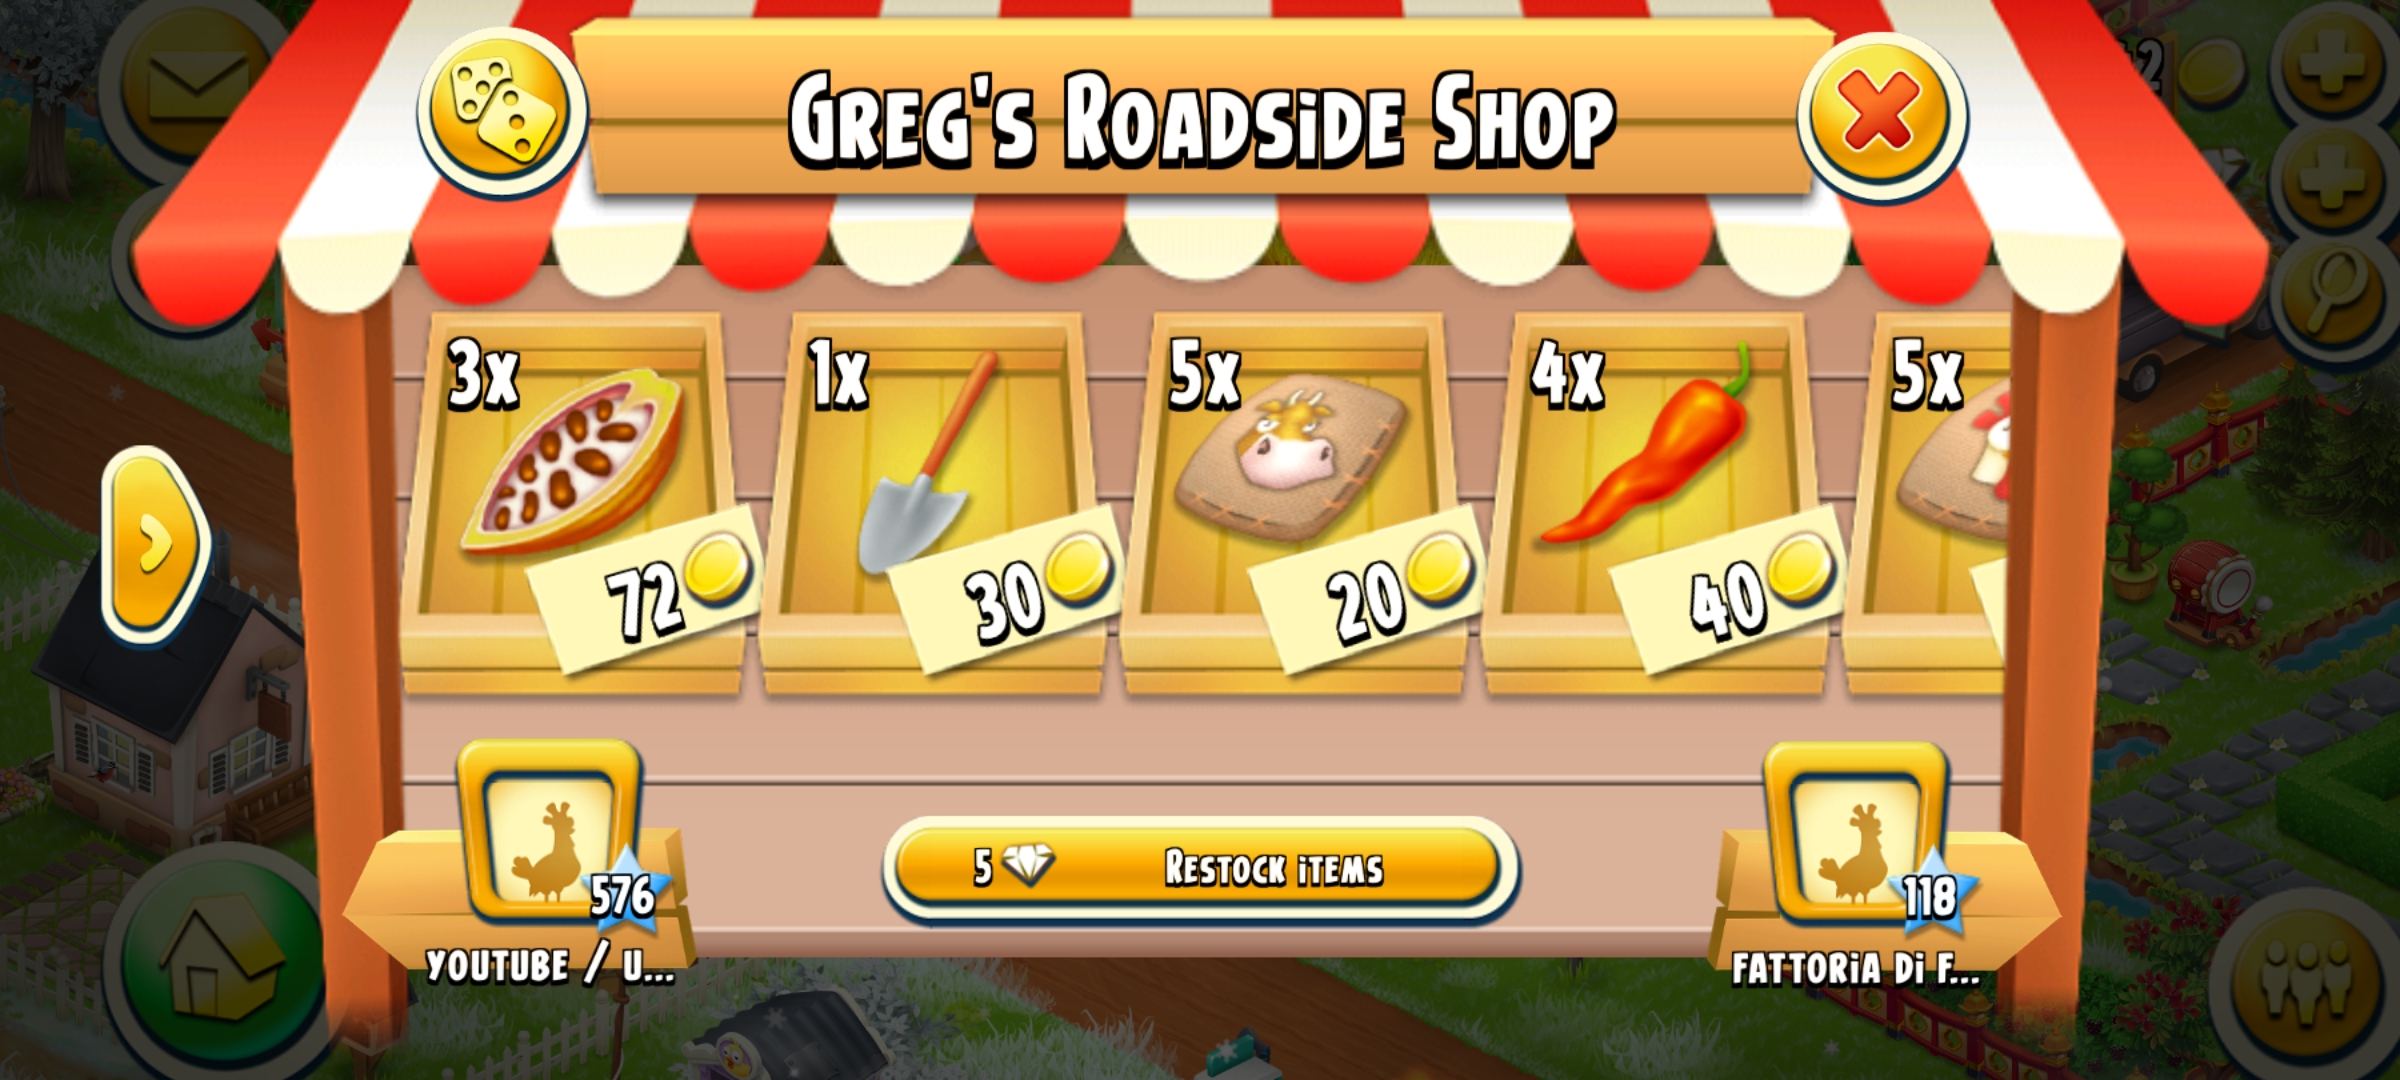 GREG'S ROADSIDE SHOP
3x
1x
5x
4x
5x
72
30
20
40
5
RESTOCK ITEMS
576
118
YOUTUBE / U...
FATTORIA DI F...